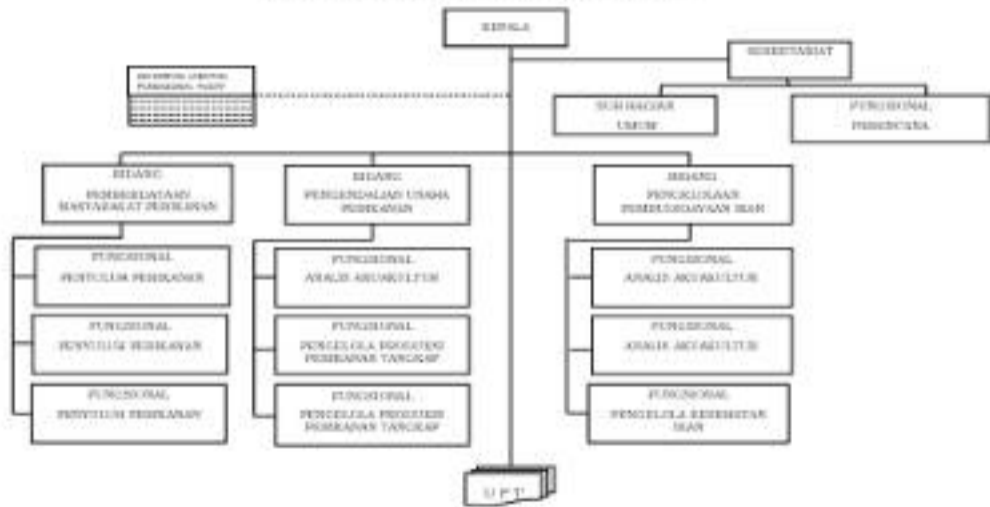 KEPALA
SEKRETARIAT
SUB BAGIAN
UMUM
FUNGSIONAL
PERENCANA
BIDANG
PEMBERDAYAAN
MASYARAKAT PERIKANAN
BIDANG
PENGENDALIAN USAHA
PERIKANAN
BIDANG
PENGELOLAAN
PEMBUDIDAYAAN IKAN
FUNGSIONAL
PENYULUH PERIKANAN
FUNGSIONAL
ANALIS AKUAKULTUR
FUNGSIONAL
ANALIS AKUAKULTUR
FUNGSIONAL
PENYULUH PERIKANAN
FUNGSIONAL
PENGELOLA PRODUKSI
PERIKANAN TANGKAP
FUNGSIONAL
ANALIS AKUAKULTUR
FUNGSIONAL
PENYULUH PERIKANAN
FUNGSIONAL
PENGELOLA PRODUKSI
PERIKANAN TANGKAP
FUNGSIONAL
PENGELOLA KESEHATAN
IKAN
U P T